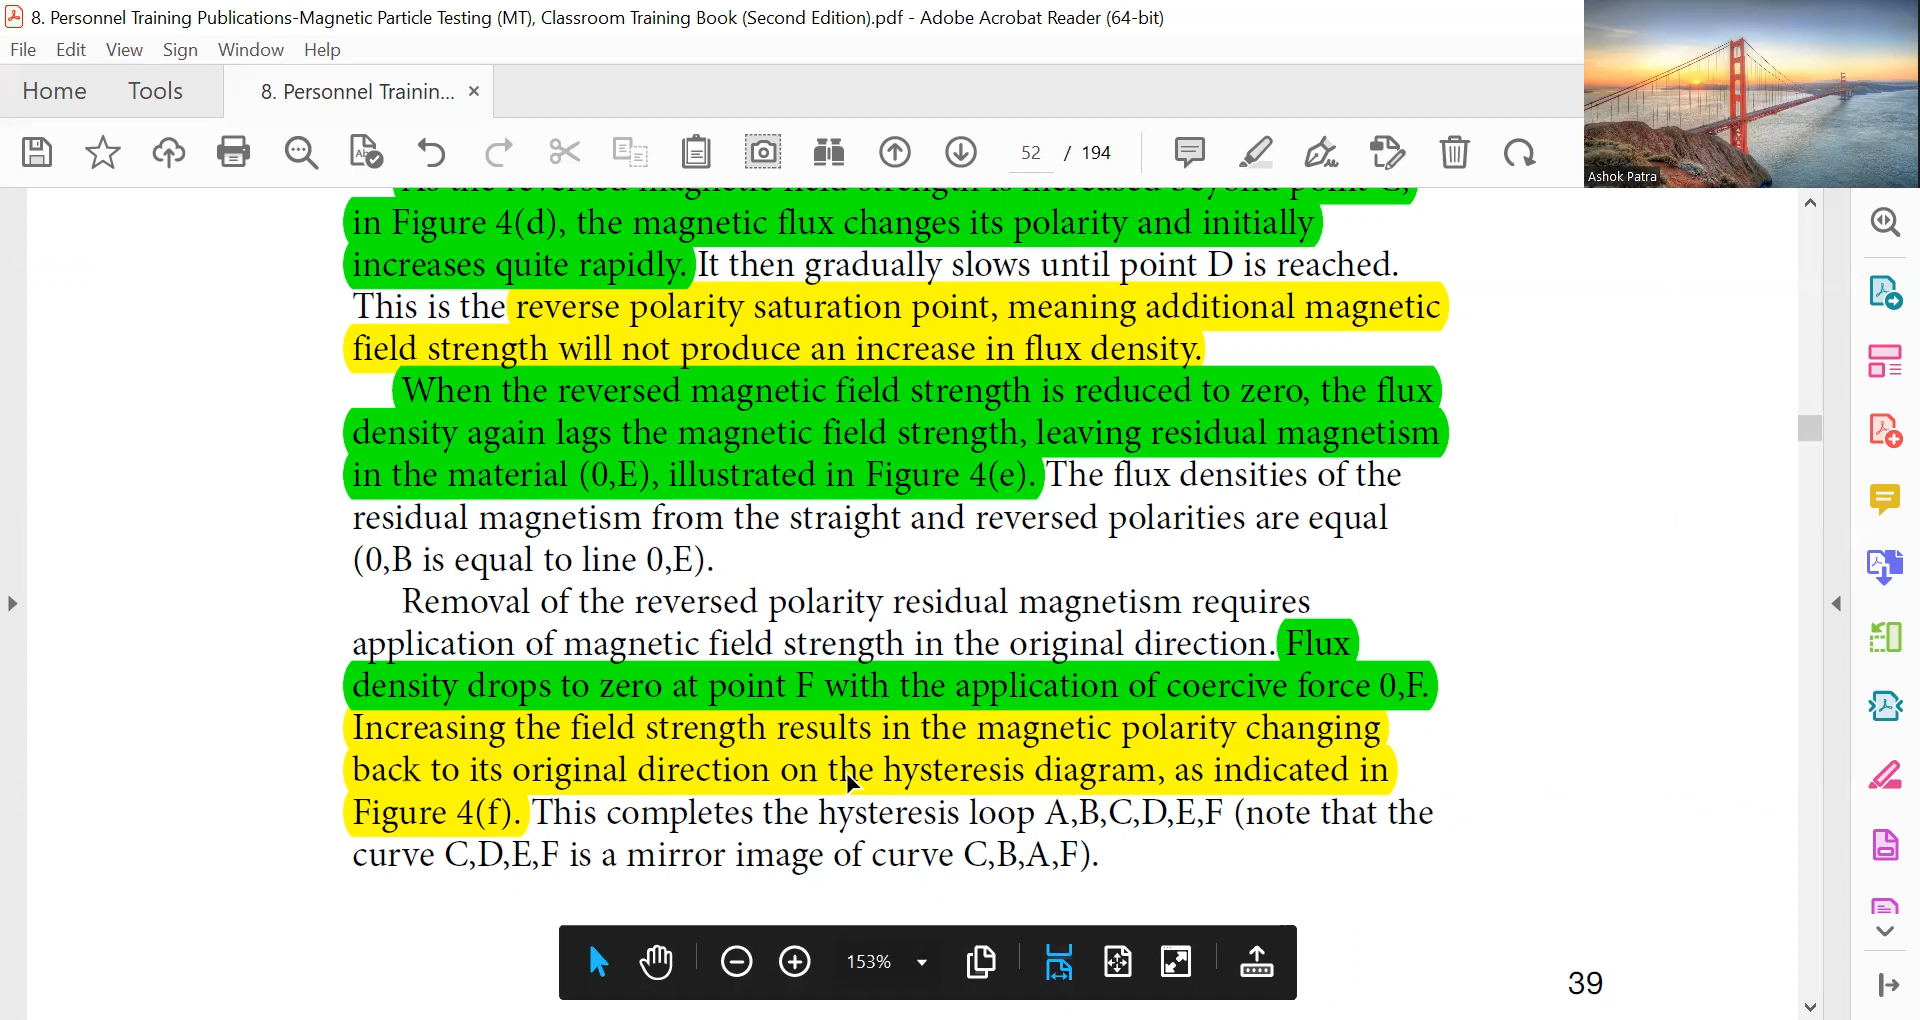 8. Personnel Training Publications-Magnetic Particle Testing (MT), Classroom Training Book (Second Edition).pdf - Adobe Acrobat Reader (64-bit)
File Edit View Sign Window Help
Home Tools 8. Personnel Trainin... ×
52 / 194
Ashok Patra
As the reversed magnetic field strength is increased beyond point C,
in Figure 4(d), the magnetic flux changes its polarity and initially
increases quite rapidly. It then gradually slows until point D is reached.
This is the reverse polarity saturation point, meaning additional magnetic
field strength will not produce an increase in flux density.
When the reversed magnetic field strength is reduced to zero, the flux
density again lags the magnetic field strength, leaving residual magnetism
in the material (0,E), illustrated in Figure 4(e). The flux densities of the
residual magnetism from the straight and reversed polarities are equal
(0,B is equal to line 0,E).
Removal of the reversed polarity residual magnetism requires
application of magnetic field strength in the original direction. Flux
density drops to zero at point F with the application of coercive force 0,F.
Increasing the field strength results in the magnetic polarity changing
back to its original direction on the hysteresis diagram, as indicated in
Figure 4(f). This completes the hysteresis loop A,B,C,D,E,F (note that the
curve C,D,E,F is a mirror image of curve C,B,A,F).
153%
39